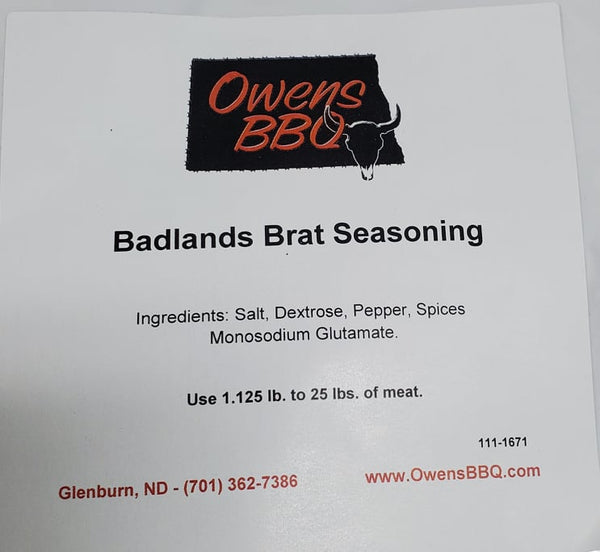 Owens
BBQ
Badlands Brat Seasoning
Ingredients: Salt, Dextrose, Pepper, Spices
Monosodium Glutamate.
Use 1.125 lb. to 25 lbs. of meat.
111-1671
Glenburn, ND - (701) 362-7386
www.OwensBBQ.com